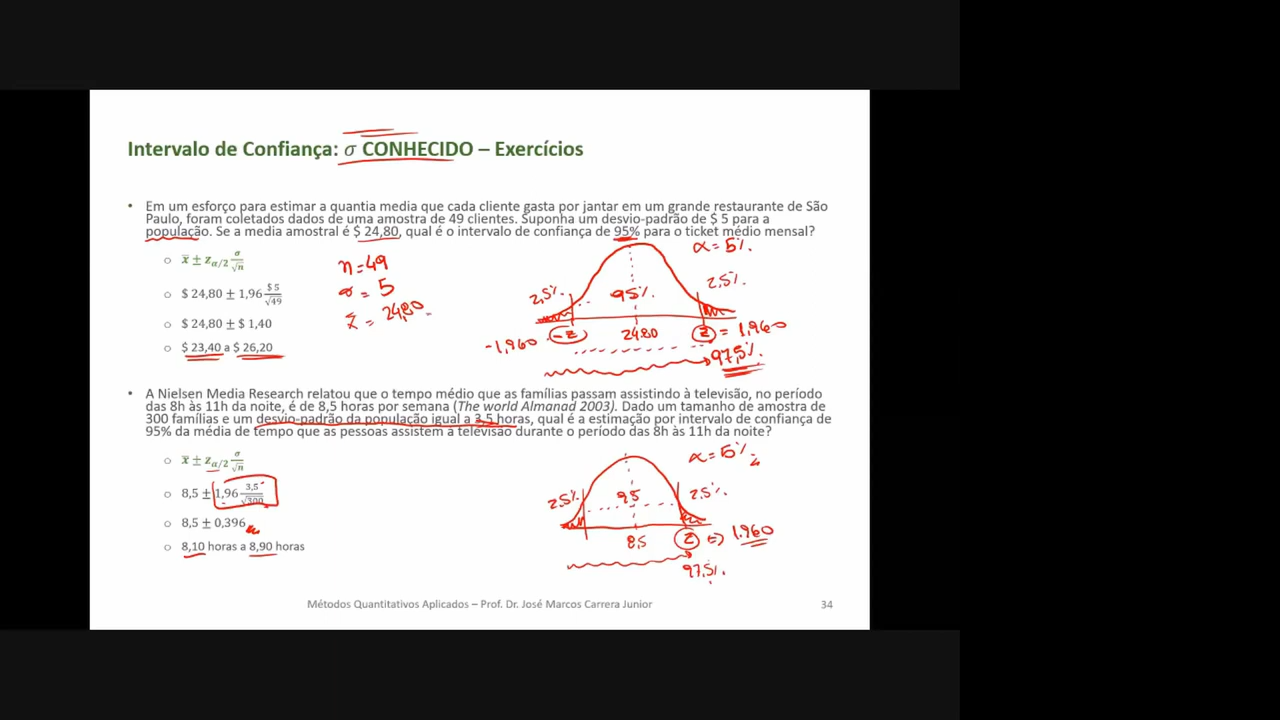 Intervalo de Confiança: σ CONHECIDO – Exercícios
• Em um esforço para estimar a quantia media que cada cliente gasta por jantar em um grande restaurante de São
Paulo, foram coletados dados de uma amostra de 49 clientes. Suponha um desvio-padrão de $ 5 para a
população. Se a media amostral é $ 24,80, qual é o intervalo de confiança de 95% para o ticket médio mensal?
x̅ ± z_α/2 σ/√n
$ 24,80 ± 1,96 $ 5/√49
$ 24,80 ± $ 1,40
$ 23,40 a $ 26,20
n = 49
σ = 5
x̅ = 24,80
α = 5%.
2,5%.
95%.
2,5%.
-1,960
-Z
24.80
Z = 1,960
97,5%.
• A Nielsen Media Research relatou que o tempo médio que as famílias passam assistindo à televisão, no período
das 8h às 11h da noite, é de 8,5 horas por semana (The world Almanad 2003). Dado um tamanho de amostra de
300 famílias e um desvio-padrão da população igual a 3,5 horas, qual é a estimação por intervalo de confiança de
95% da média de tempo que as pessoas assistem a televisão durante o período das 8h às 11h da noite?
x̅ ± z_α/2 σ/√n
8,5 ± 1,96 3,5/√300
8,5 ± 0,396
8,10 horas a 8,90 horas
α = 5%
2,5%
95
2,5%.
8,5
Z => 1.960
97,5%.
Métodos Quantitativos Aplicados – Prof. Dr. José Marcos Carrera Junior
34